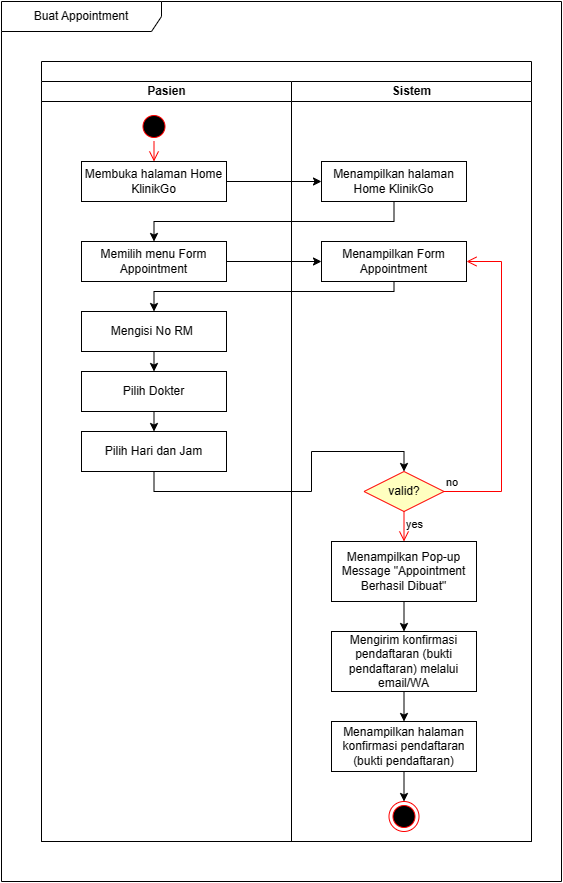 Buat Appointment
Pasien
Sistem
Membuka halaman Home
KlinikGo
Menampilkan halaman
Home KlinikGo
Memilih menu Form
Appointment
Menampilkan Form
Appointment
Mengisi No RM
Pilih Dokter
Pilih Hari dan Jam
valid?
no
yes
Menampilkan Pop-up
Message "Appointment
Berhasil Dibuat"
Mengirim konfirmasi
pendaftaran (bukti
pendaftaran) melalui
email/WA
Menampilkan halaman
konfirmasi pendaftaran
(bukti pendaftaran)